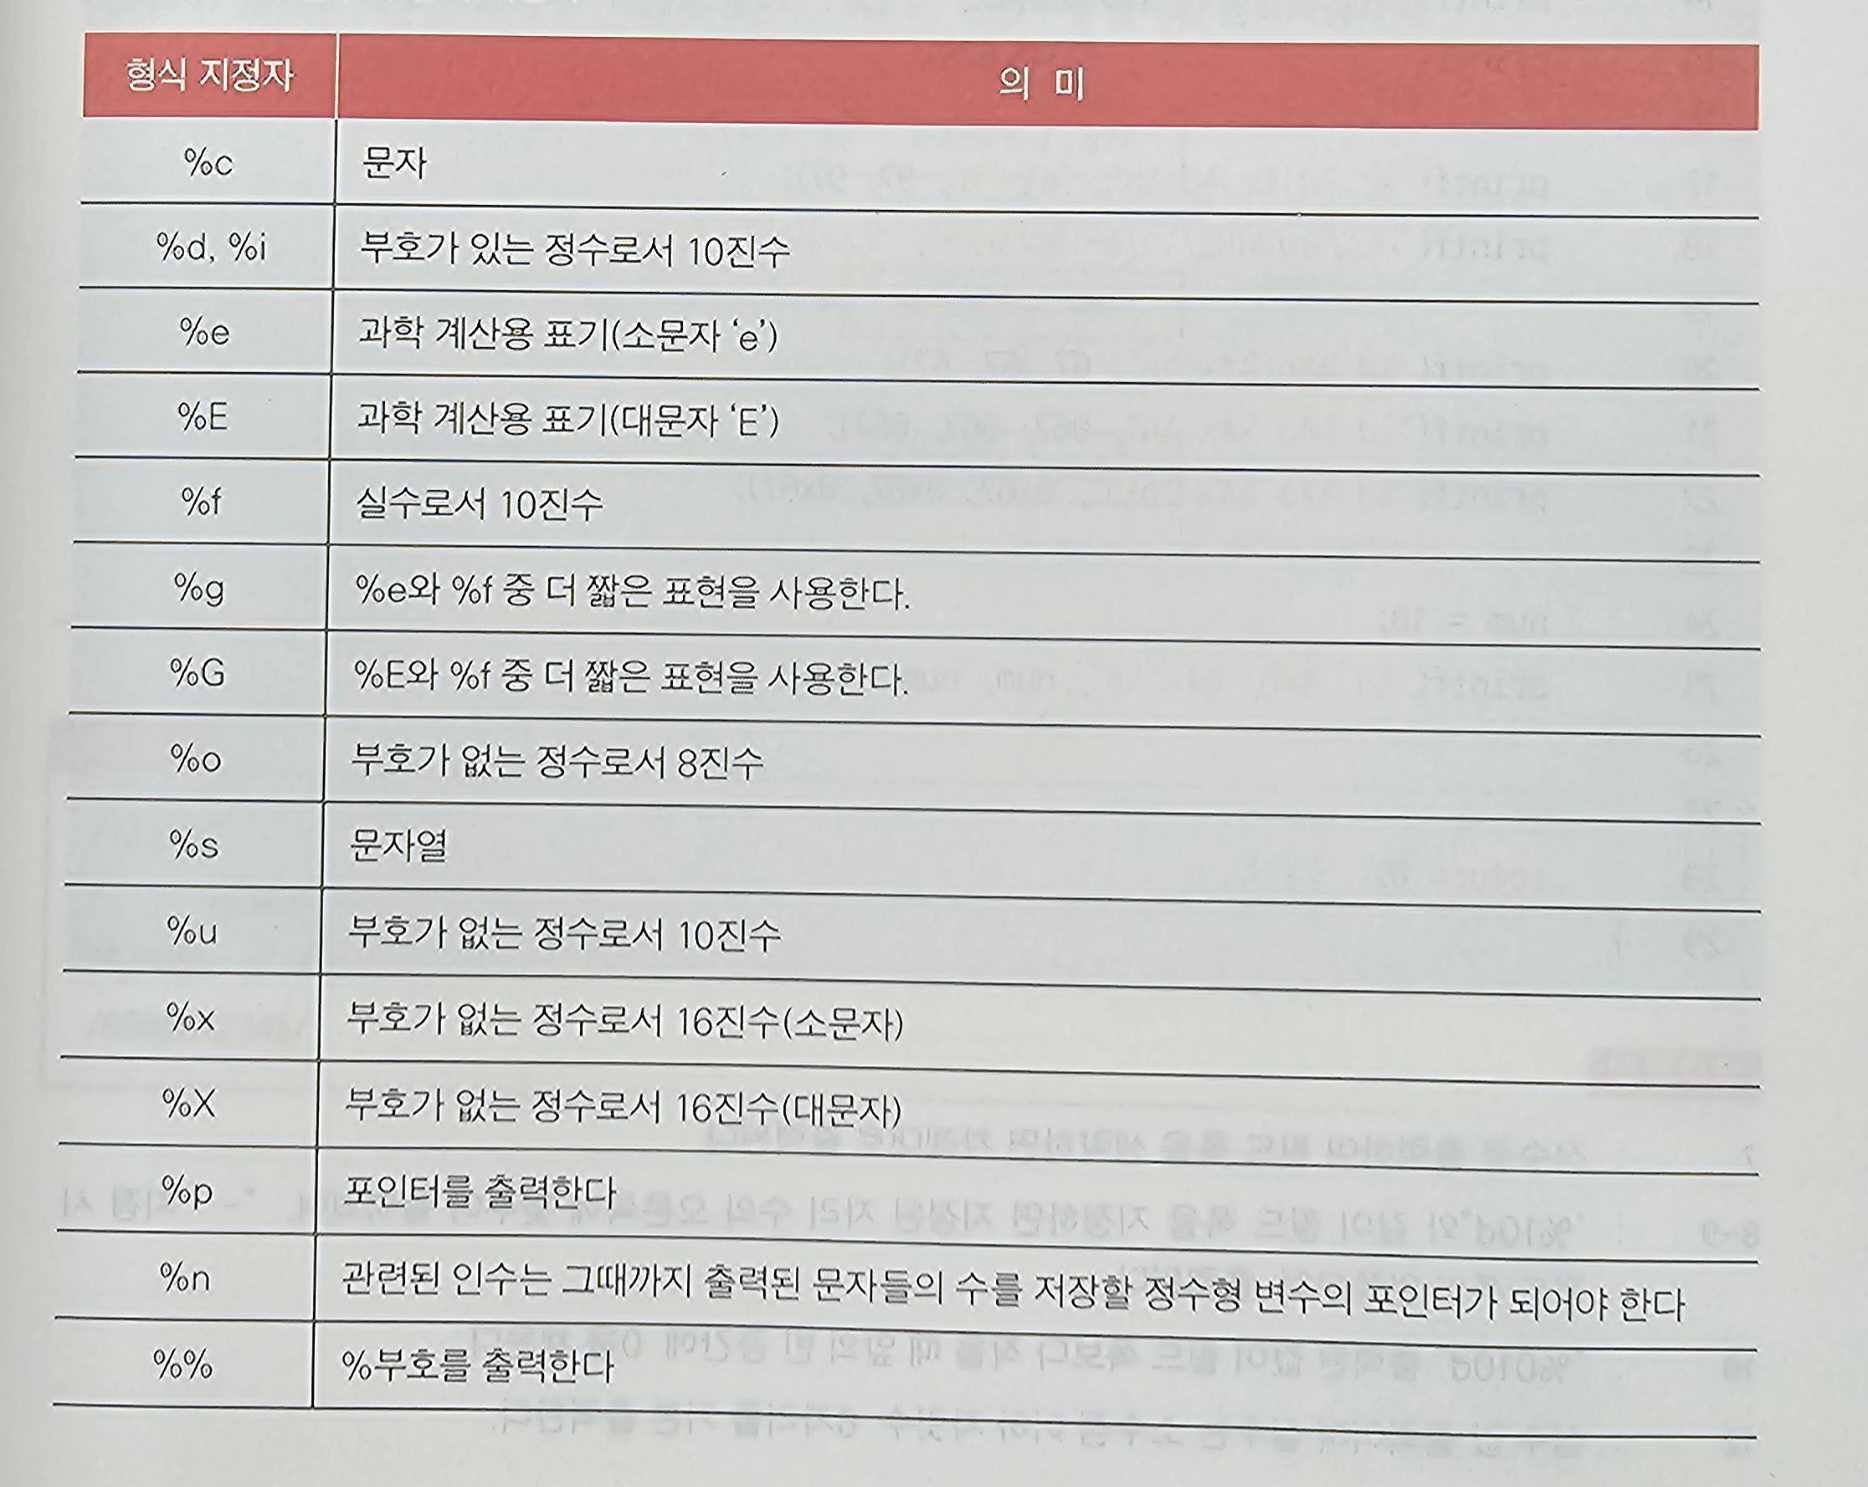 형식 지정자 의 미
%c 문자
%d, %i 부호가 있는 정수로서 10진수
%e 과학 계산용 표기(소문자 ‘e’)
%E 과학 계산용 표기(대문자 ‘E’)
%f 실수로서 10진수
%g %e와 %f 중 더 짧은 표현을 사용한다.
%G %E와 %f 중 더 짧은 표현을 사용한다.
%o 부호가 없는 정수로서 8진수
%s 문자열
%u 부호가 없는 정수로서 10진수
%x 부호가 없는 정수로서 16진수(소문자)
%X 부호가 없는 정수로서 16진수(대문자)
%p 포인터를 출력한다
%n 관련된 인수는 그때까지 출력된 문자들의 수를 저장할 정수형 변수의 포인터가 되어야 한다
%% %부호를 출력한다